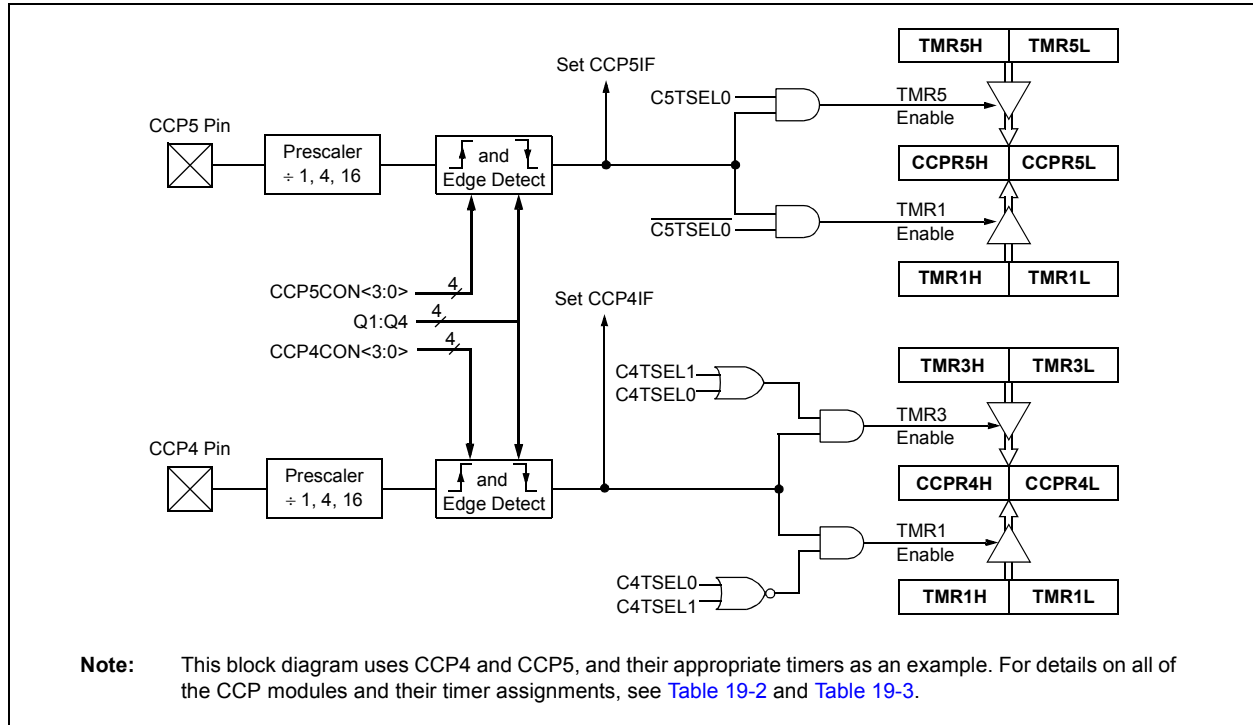 TMR5H TMR5L
Set CCP5IF
C5TSEL0
TMR5
Enable
CCP5 Pin
Prescaler
÷ 1, 4, 16
and
Edge Detect
CCPR5H CCPR5L
C5TSEL0
TMR1
Enable
TMR1H TMR1L
CCP5CON<3:0> 4
Q1:Q4 4
CCP4CON<3:0> 4
Set CCP4IF
TMR3H TMR3L
C4TSEL1
C4TSEL0
TMR3
Enable
CCP4 Pin
Prescaler
÷ 1, 4, 16
and
Edge Detect
CCPR4H CCPR4L
TMR1
Enable
C4TSEL0
C4TSEL1
TMR1H TMR1L
Note: This block diagram uses CCP4 and CCP5, and their appropriate timers as an example. For details on all of
the CCP modules and their timer assignments, see Table 19-2 and Table 19-3.